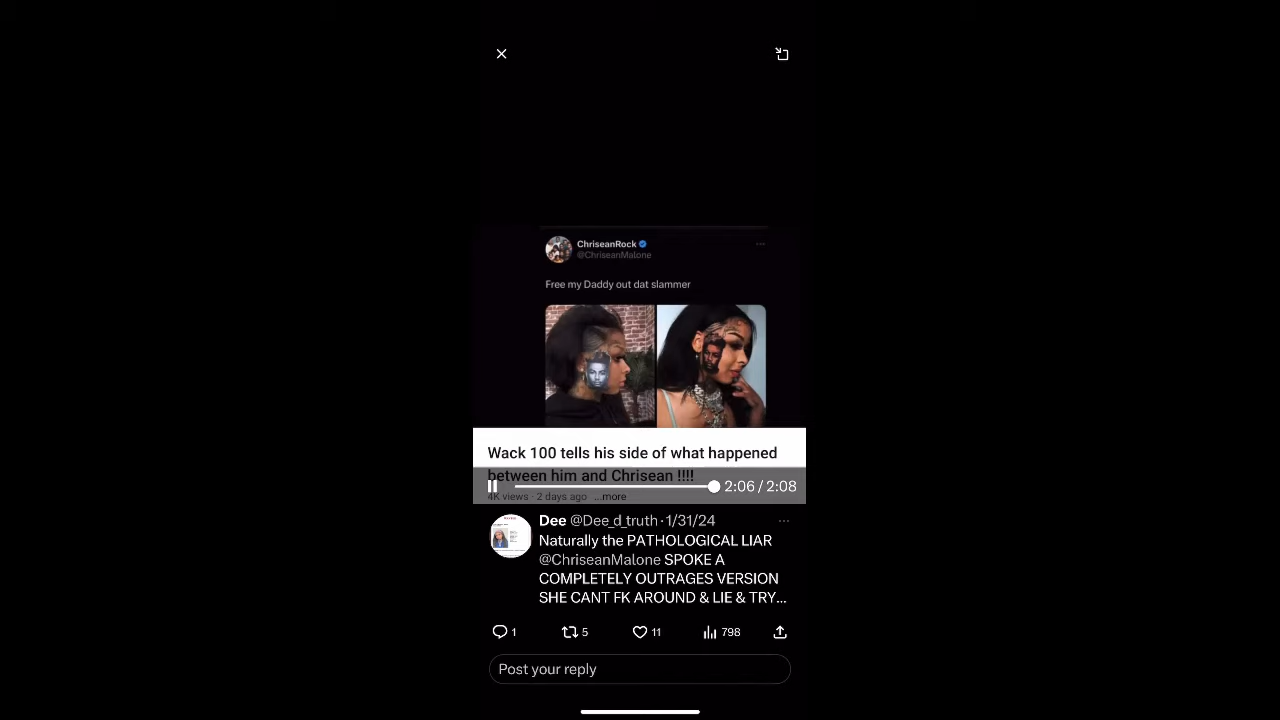 ChriseanRock
@ChriseanMalone
Free my Daddy out dat slammer
Wack 100 tells his side of what happened
between him and Chrisean !!!!
2:06 / 2:08
4K views · 2 days ago ...more
Dee @Dee_d_truth · 1/31/24
Naturally the PATHOLOGICAL LIAR
@ChriseanMalone SPOKE A
COMPLETELY OUTRAGES VERSION
SHE CANT FK AROUND & LIE & TRY...
1 5 11 798
Post your reply